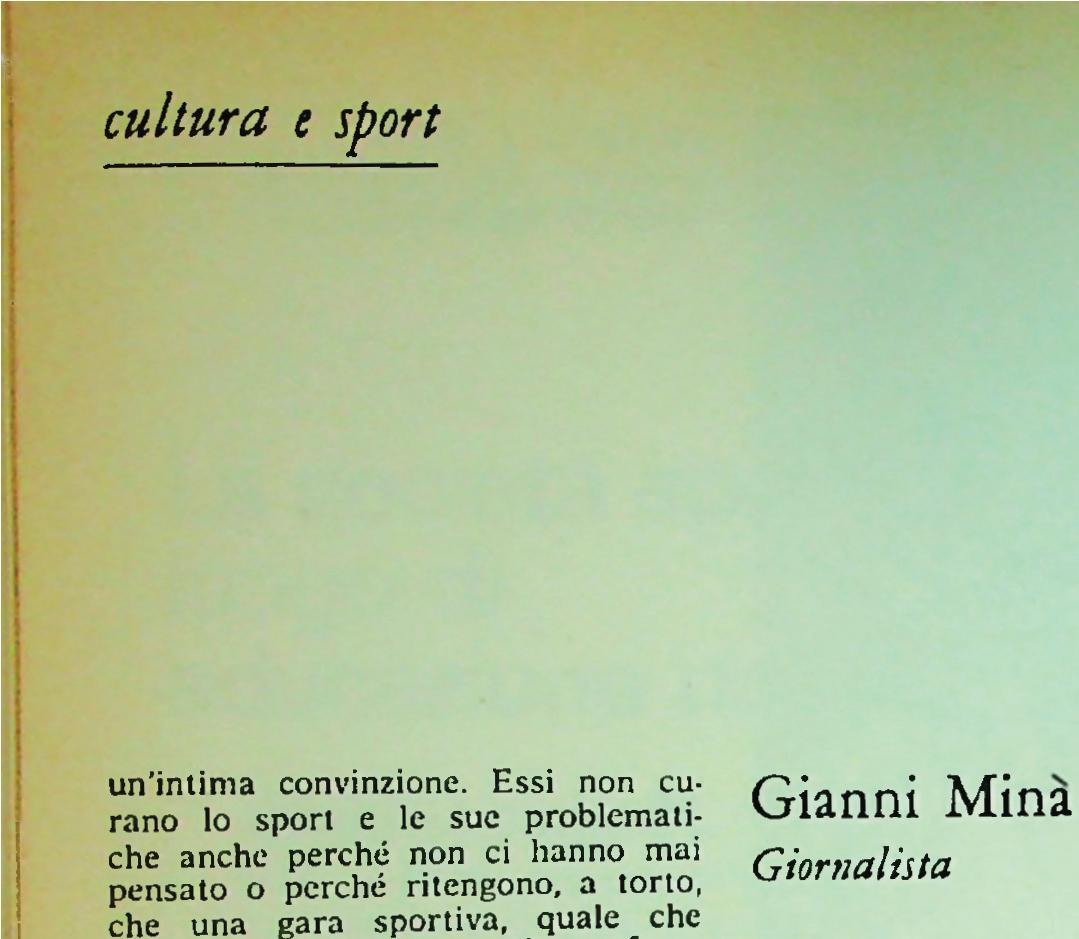 cultura e sport
un'intima convinzione. Essi non cu-
rano lo sport e le sue problemati-
che anche perché non ci hanno mai
pensato o perché ritengono, a torto,
che una gara sportiva, quale che
Gianni Minà
Giornalista